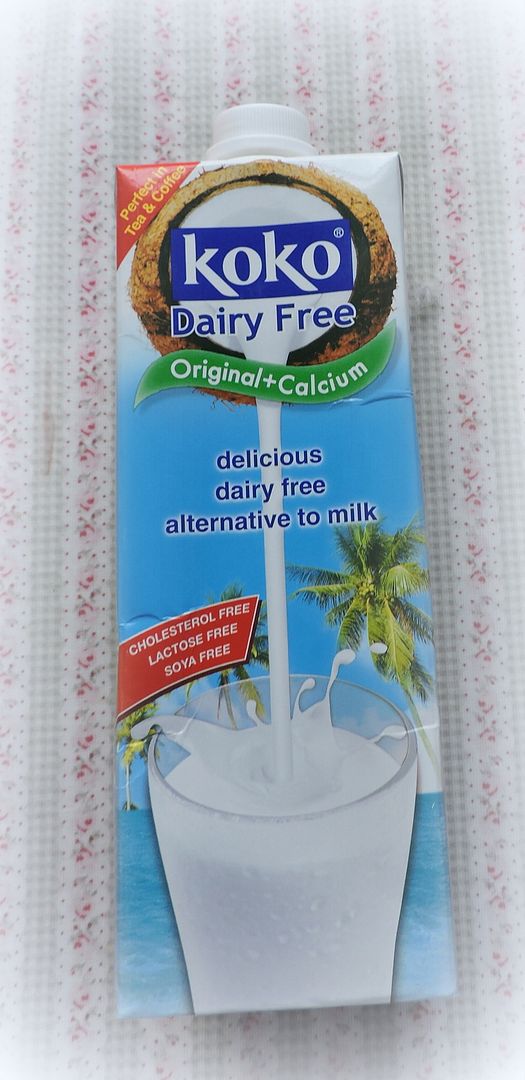 Perfect in
Tea & Coffee
koko®
Dairy Free
Original+Calcium
delicious
dairy free
alternative to milk
CHOLESTEROL FREE
LACTOSE FREE
SOYA FREE